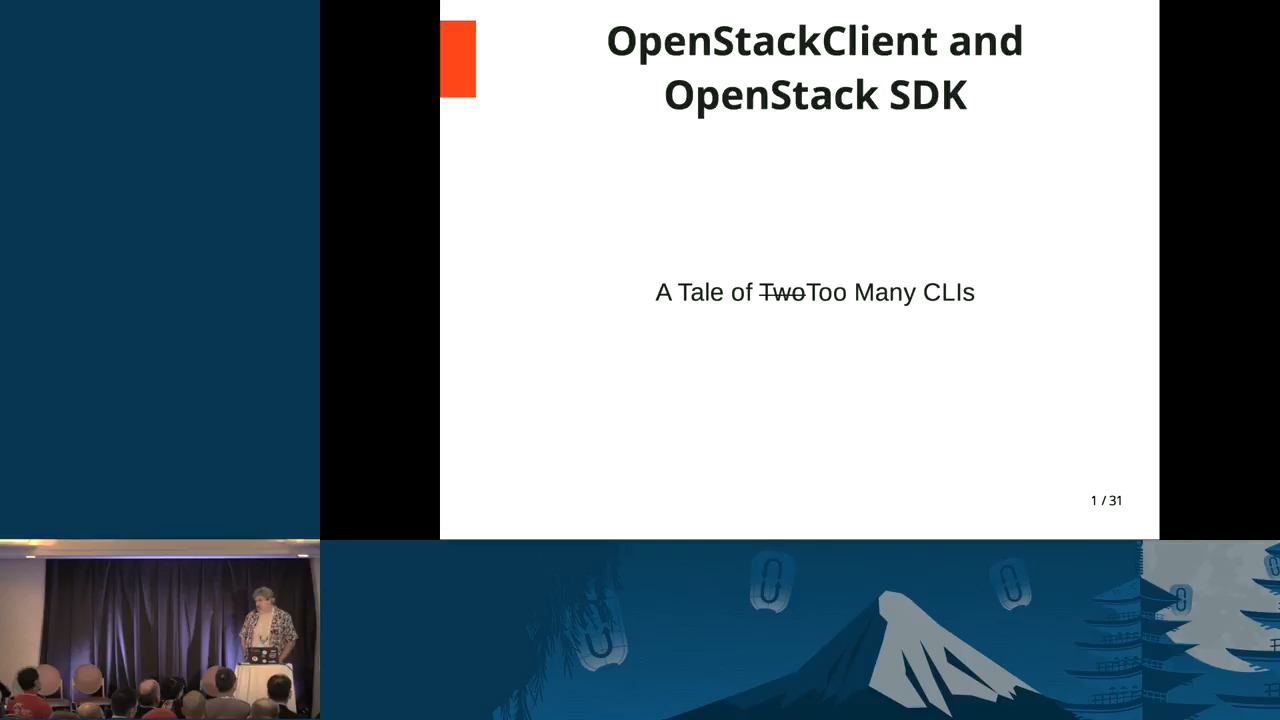 OpenStackClient and
OpenStack SDK
A Tale of TwoToo Many CLIs
1 / 31